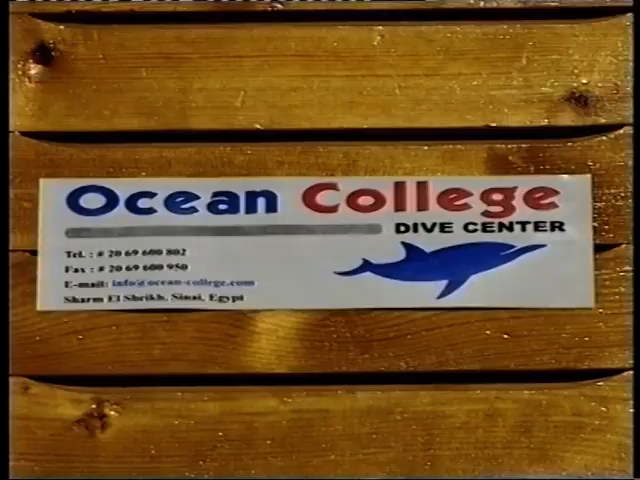 Ocean College
DIVE CENTER
Tel. : # 20 69 600 802
Fax : # 20 69 600 950
E-mail: info@ocean-college.com
Sharm El Sheikh, Sinai, Egypt